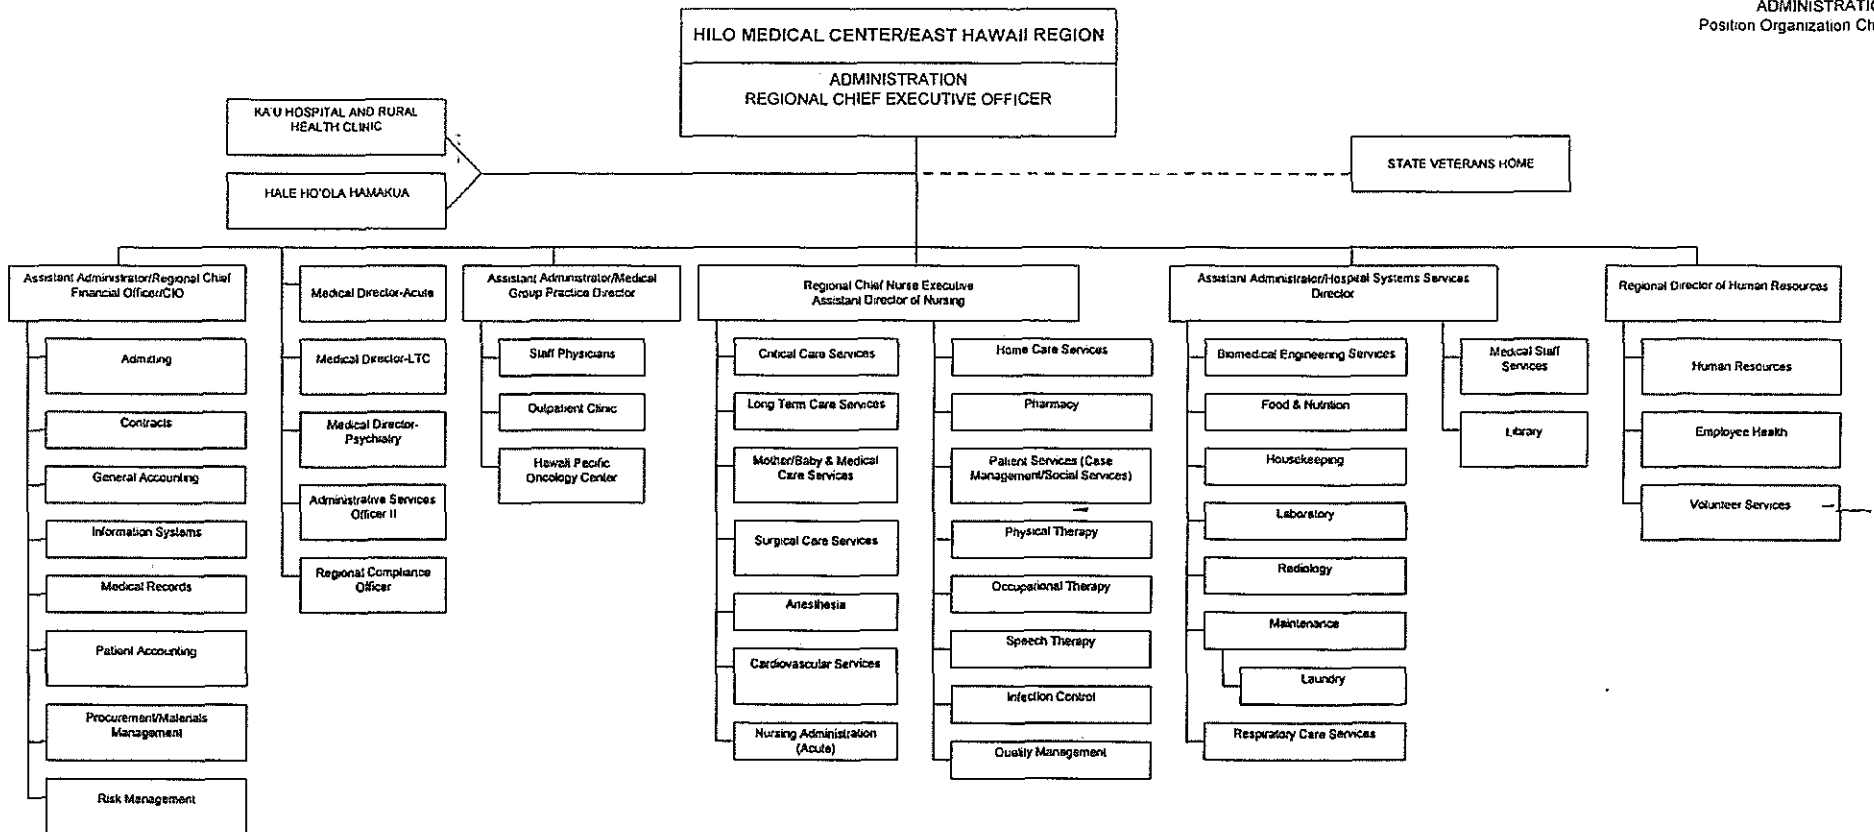 ADMINISTRATIO
Position Organization Ch
HILO MEDICAL CENTER/EAST HAWAII REGION
ADMINISTRATION
REGIONAL CHIEF EXECUTIVE OFFICER
KA'U HOSPITAL AND RURAL
HEALTH CLINIC
HALE HO'OLA HAMAKUA
STATE VETERANS HOME
Assistant Administrator/Regional Chief
Financial Officer/CIO
Admitting
Contracts
General Accounting
Information Systems
Medical Records
Patient Accounting
Procurement/Materials
Management
Risk Management
Medical Director-Acute
Medical Director-LTC
Medical Director-
Psychiatry
Administrative Services
Officer II
Regional Compliance
Officer
Assistant Administrator/Medical
Group Practice Director
Staff Physicians
Outpatient Clinic
Hawaii Pacific
Oncology Center
Regional Chief Nurse Executive
Assistant Director of Nursing
Critical Care Services
Long Term Care Services
Mother/Baby & Medical
Care Services
Surgical Care Services
Anesthesia
Cardiovascular Services
Nursing Administration
(Acute)
Home Care Services
Pharmacy
Patient Services (Case
Management/Social Services)
Physical Therapy
Occupational Therapy
Speech Therapy
Infection Control
Quality Management
Assistant Administrator/Hospital Systems Services
Director
Biomedical Engineering Services
Food & Nutrition
Housekeeping
Laboratory
Radiology
Maintenance
Laundry
Respiratory Care Services
Medical Staff
Services
Library
Regional Director of Human Resources
Human Resources
Employee Health
Volunteer Services